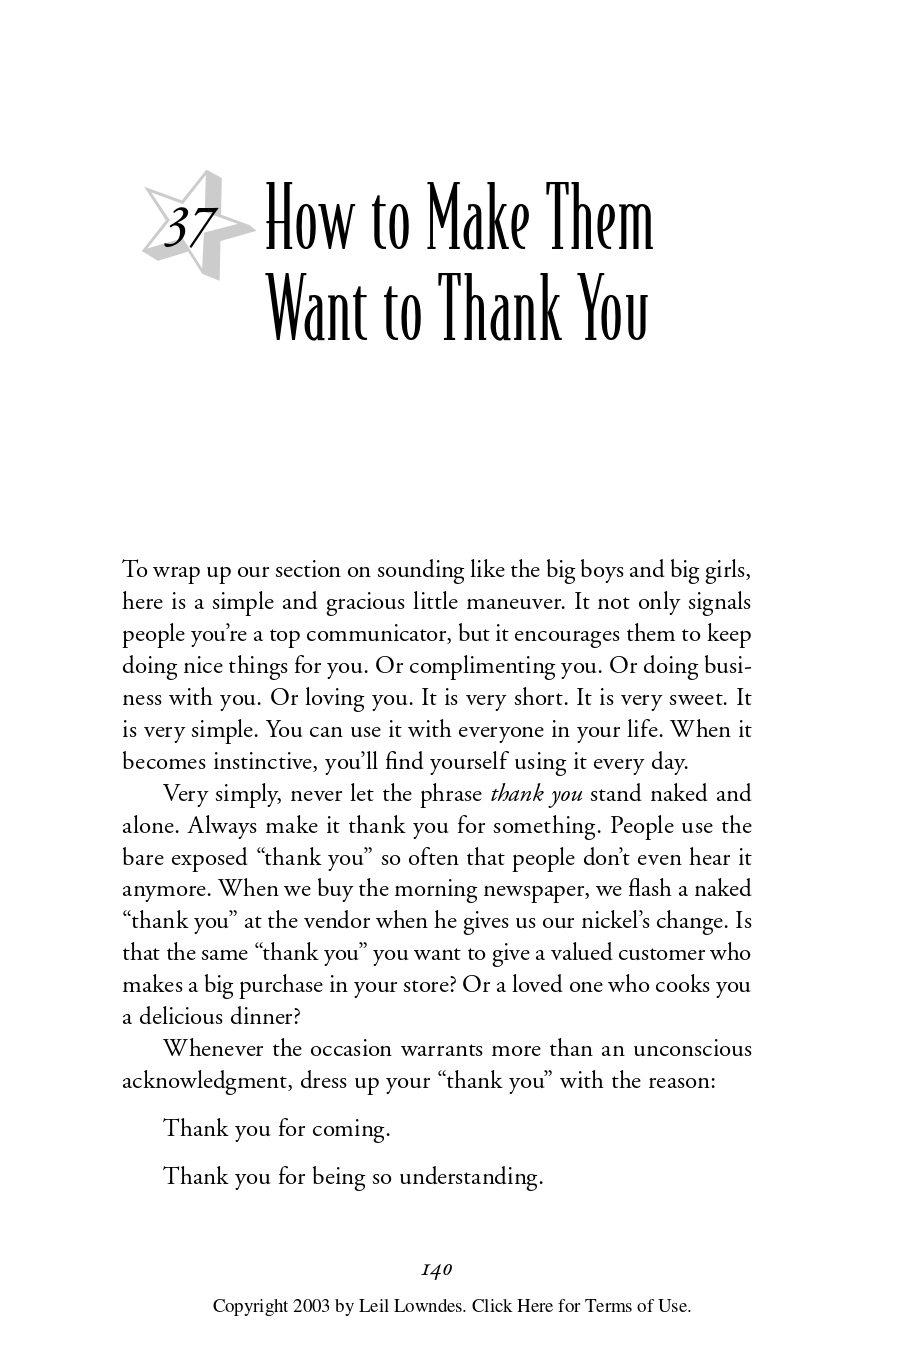 37
How to Make Them
Want to Thank You
To wrap up our section on sounding like the big boys and big girls,
here is a simple and gracious little maneuver. It not only signals
people you’re a top communicator, but it encourages them to keep
doing nice things for you. Or complimenting you. Or doing busi-
ness with you. Or loving you. It is very short. It is very sweet. It
is very simple. You can use it with everyone in your life. When it
becomes instinctive, you’ll find yourself using it every day.
Very simply, never let the phrase thank you stand naked and
alone. Always make it thank you for something. People use the
bare exposed “thank you” so often that people don’t even hear it
anymore. When we buy the morning newspaper, we flash a naked
“thank you” at the vendor when he gives us our nickel’s change. Is
that the same “thank you” you want to give a valued customer who
makes a big purchase in your store? Or a loved one who cooks you
a delicious dinner?
Whenever the occasion warrants more than an unconscious
acknowledgment, dress up your “thank you” with the reason:
Thank you for coming.
Thank you for being so understanding.
140
Copyright 2003 by Leil Lowndes. Click Here for Terms of Use.